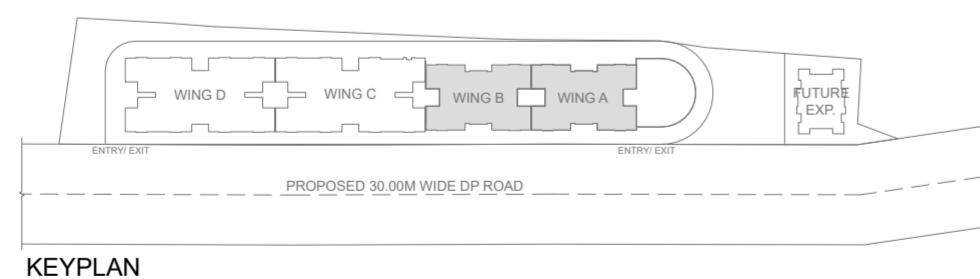 WING D
WING C
WING B
WING A
FUTURE
EXP.
ENTRY/ EXIT
ENTRY/ EXIT
PROPOSED 30.00M WIDE DP ROAD
KEYPLAN